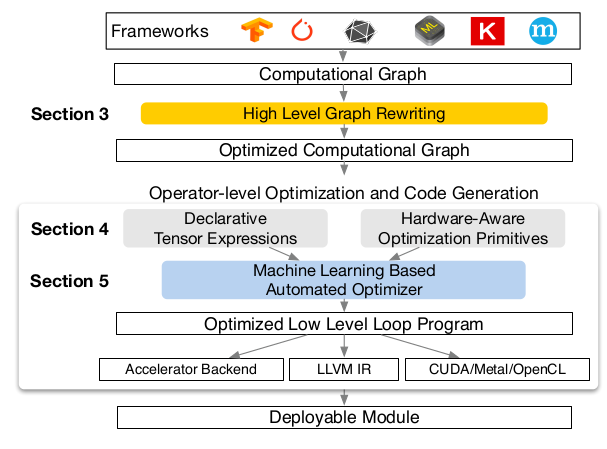 Frameworks
ML
K
m
Computational Graph
Section 3
High Level Graph Rewriting
Optimized Computational Graph
Operator-level Optimization and Code Generation
Section 4
Declarative
Tensor Expressions
Hardware-Aware
Optimization Primitives
Section 5
Machine Learning Based
Automated Optimizer
Optimized Low Level Loop Program
Accelerator Backend
LLVM IR
CUDA/Metal/OpenCL
Deployable Module